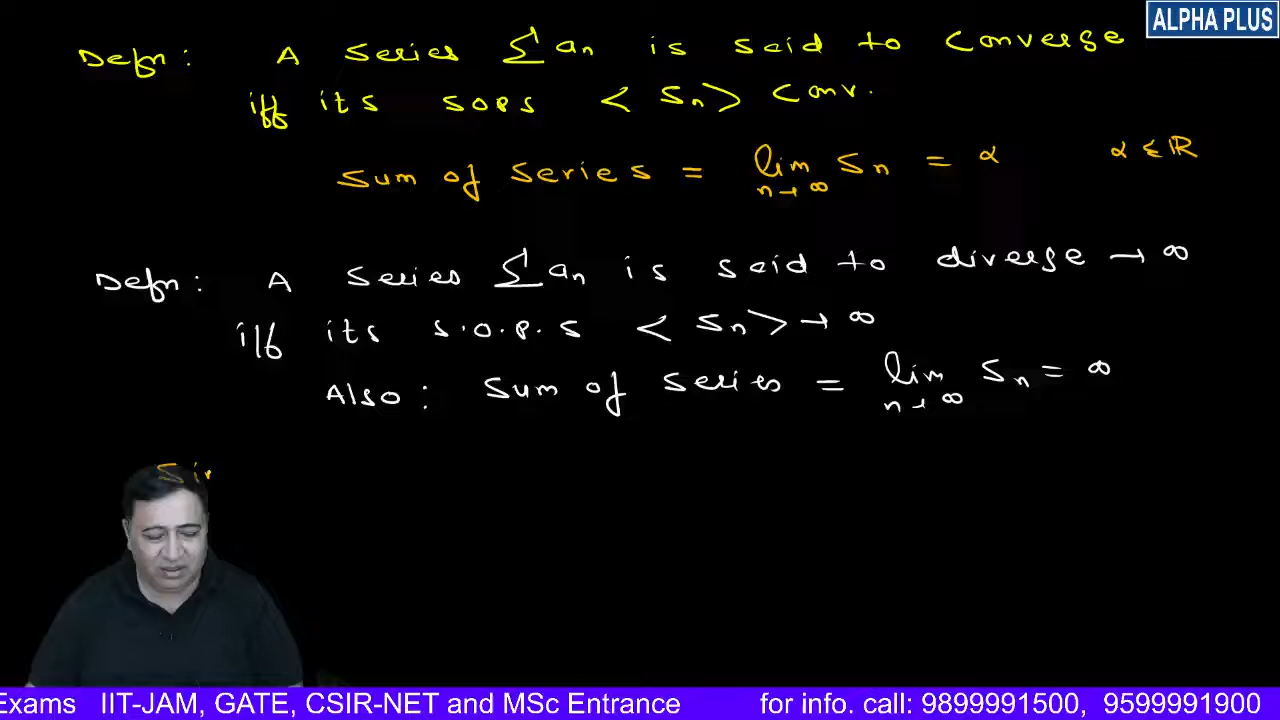 ALPHA PLUS
Defn: A series ∑ an is said to converge
iff its sops < Sn > conv.
Sum of series = lim n→∞ Sn = α α ∈ ℝ
Defn: A series ∑ an is said to diverge → ∞
iff its s.o.p.s < Sn > → ∞
Also: Sum of series = lim n→∞ Sn = ∞
Exams IIT-JAM, GATE, CSIR-NET and MSc Entrance for info. call: 9899991500, 9599991900